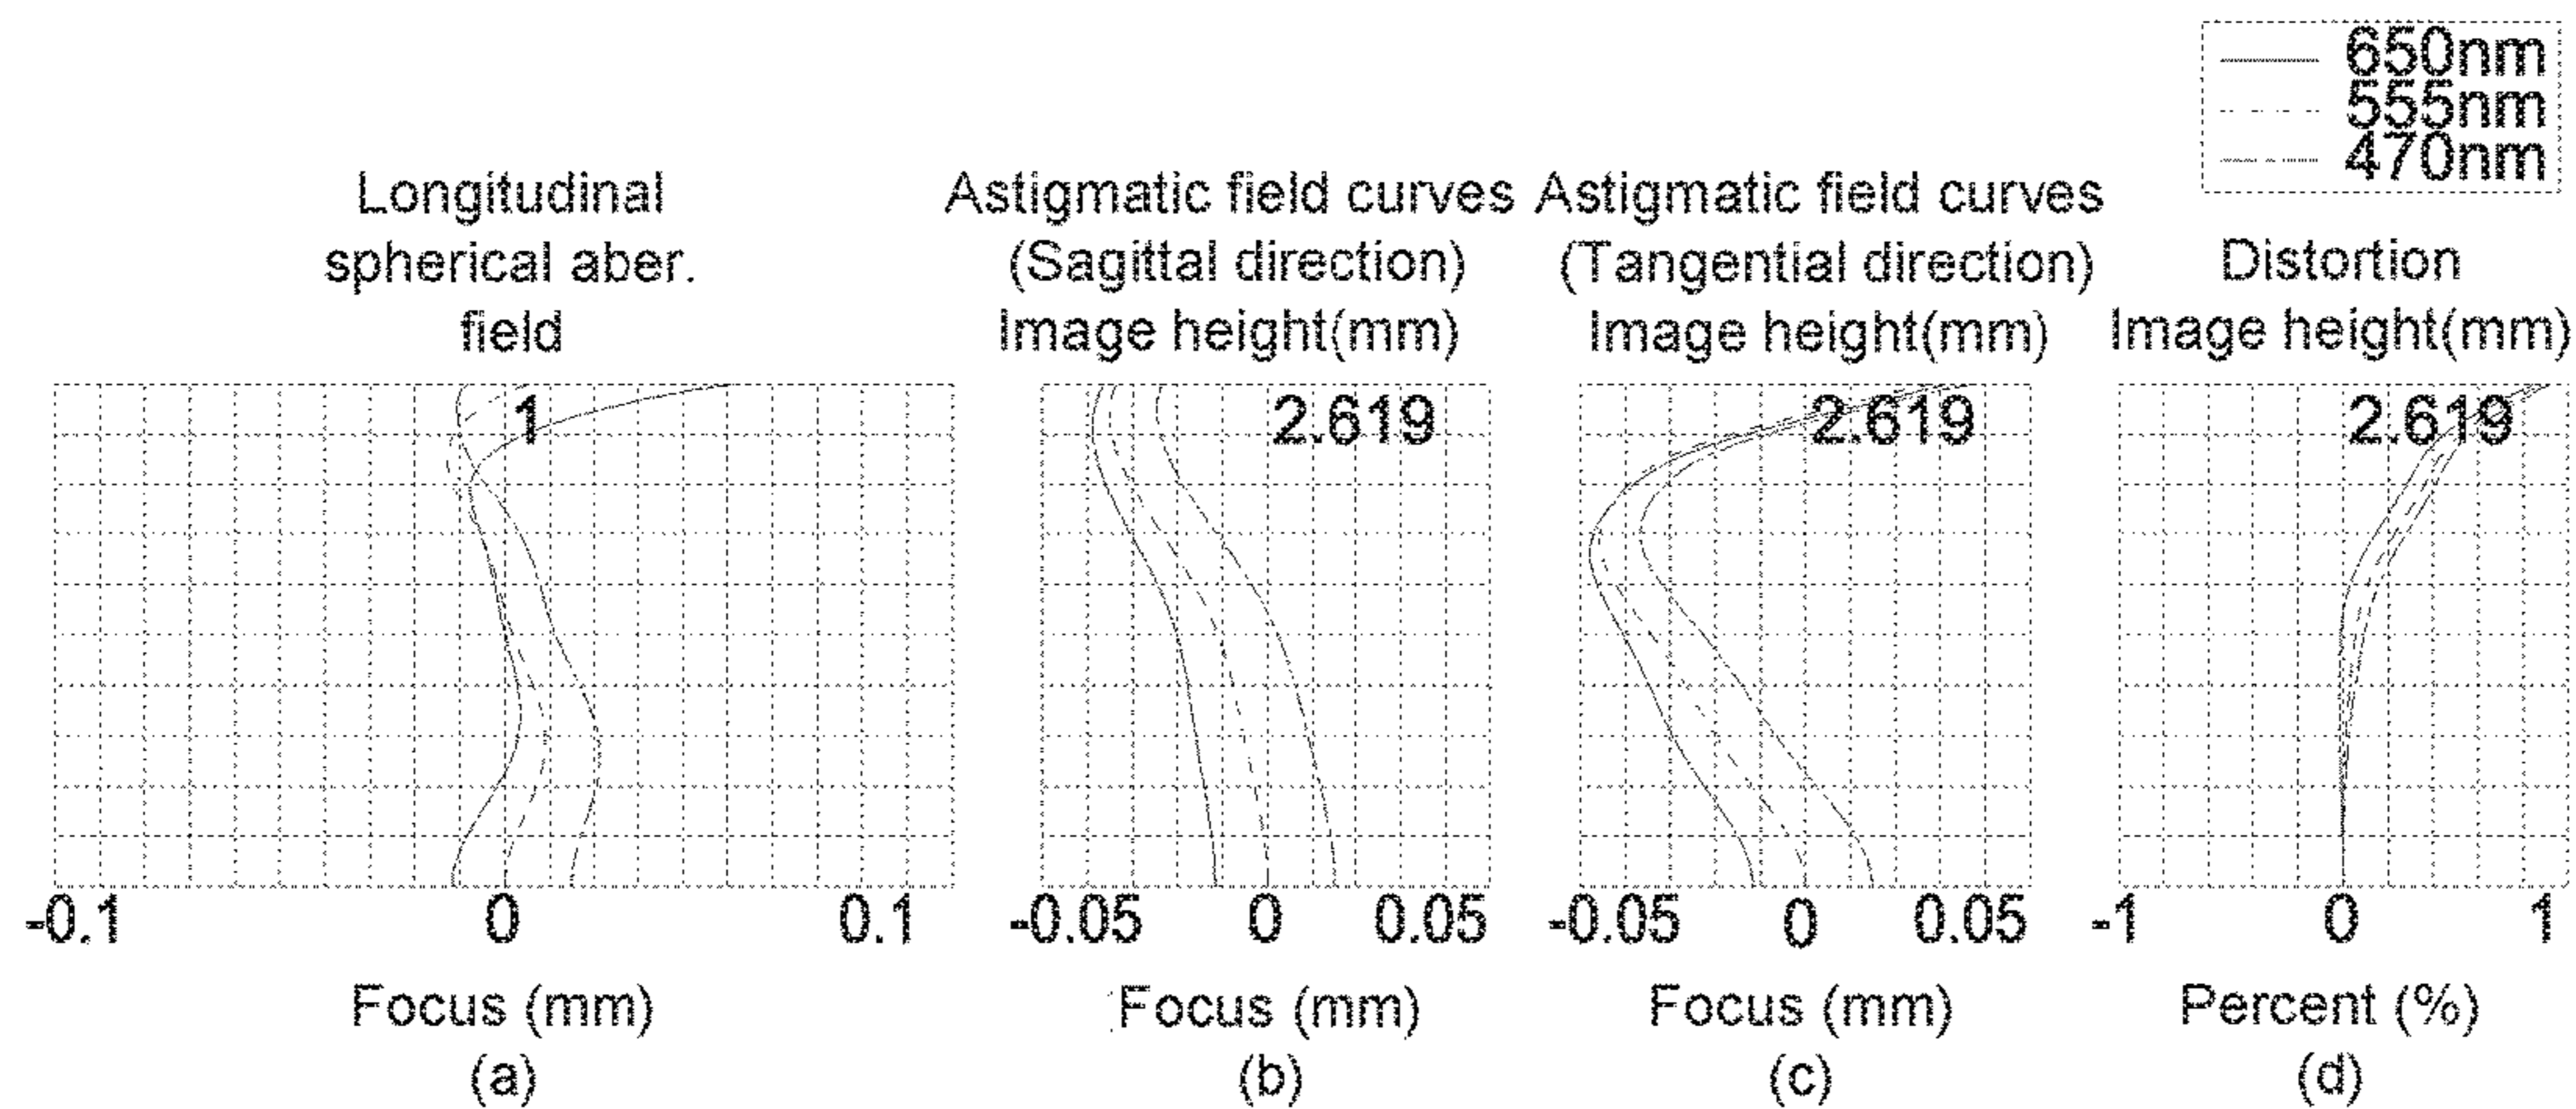 650nm
555nm
470nm
Longitudinal
spherical aber.
field
1
-0.1 0 0.1
Focus (mm)
(a)
Astigmatic field curves
(Sagittal direction)
Image height(mm)
2.619
-0.05 0 0.05
Focus (mm)
(b)
Astigmatic field curves
(Tangential direction)
Image height(mm)
2.619
-0.05 0 0.05
Focus (mm)
(c)
Distortion
Image height(mm)
2.619
-1 0 1
Percent (%)
(d)